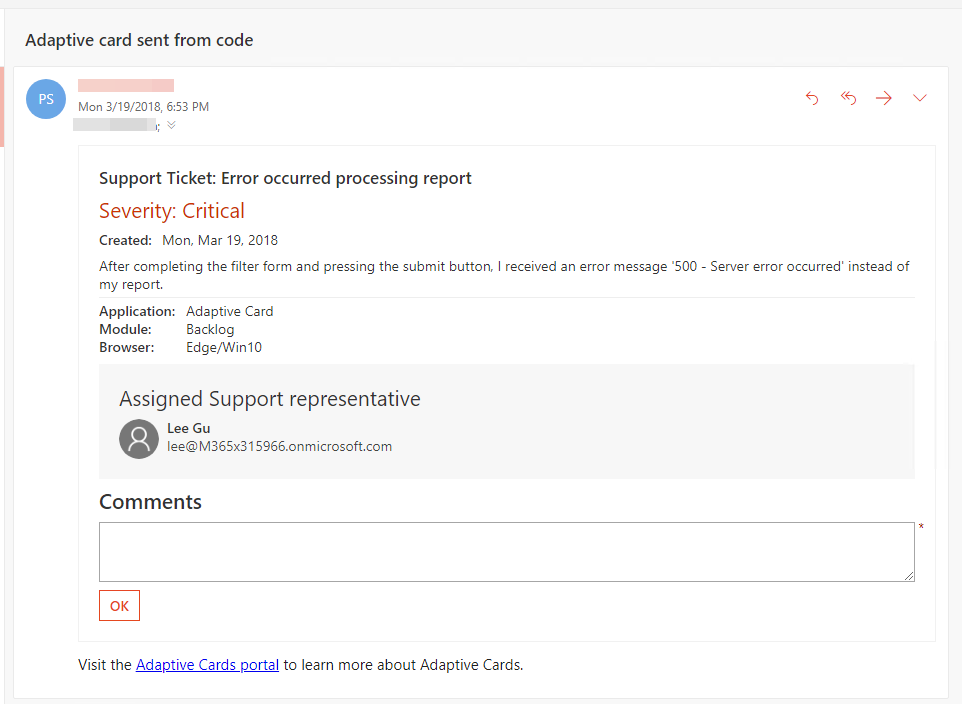 Adaptive card sent from code
PS
Mon 3/19/2018, 6:53 PM
Support Ticket: Error occurred processing report
Severity: Critical
Created: Mon, Mar 19, 2018
After completing the filter form and pressing the submit button, I received an error message '500 - Server error occurred' instead of
my report.
Application: Adaptive Card
Module: Backlog
Browser: Edge/Win10
Assigned Support representative
Lee Gu
lee@M365x315966.onmicrosoft.com
Comments
*
OK
Visit the Adaptive Cards portal to learn more about Adaptive Cards.